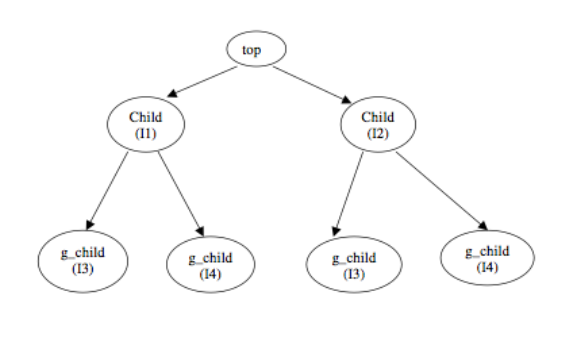 top
Child
(I1)
Child
(I2)
g_child
(I3)
g_child
(I4)
g_child
(I3)
g_child
(I4)